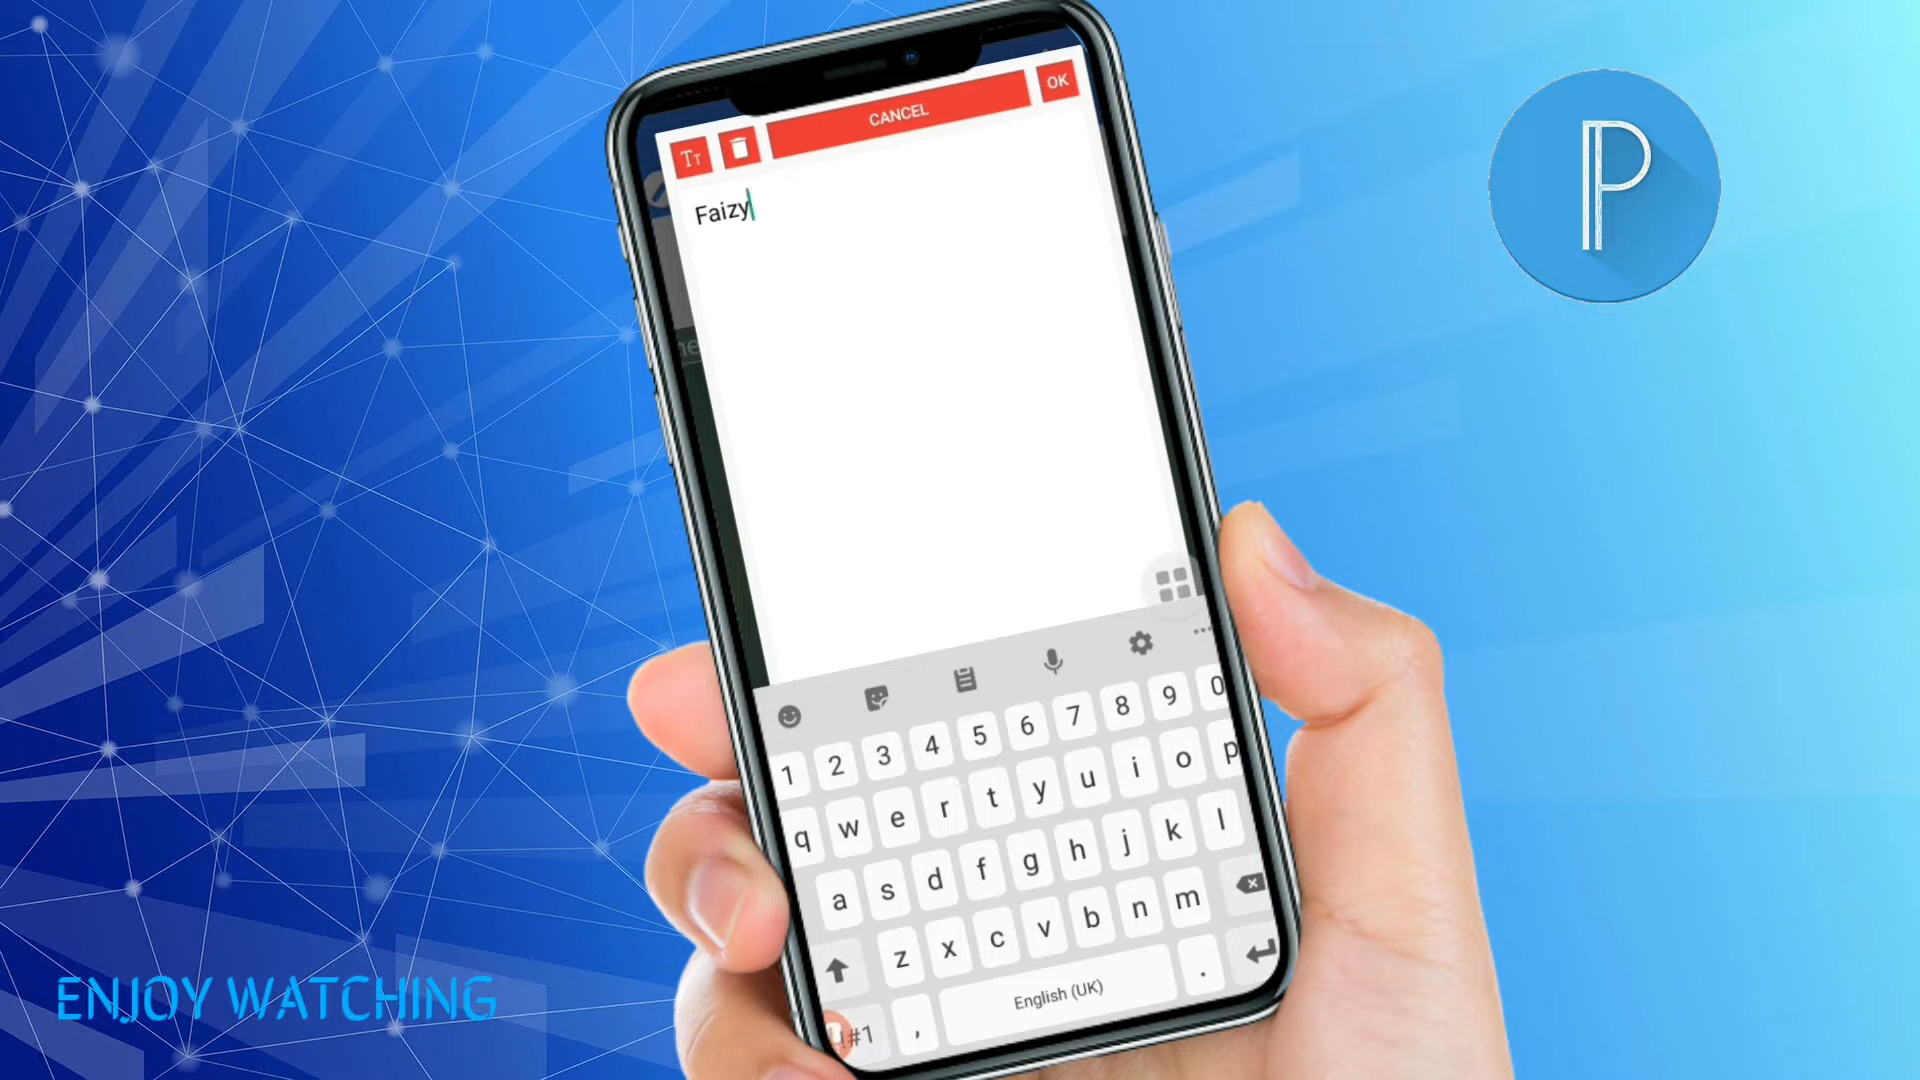 P
OK
CANCEL
Tт
Faizy
1 2 3 4 5 6 7 8 9 0
q w e r t y u i o p
a s d f g h j k l
z x c v b n m
!#1 , English (UK) .
ENJOY WATCHING